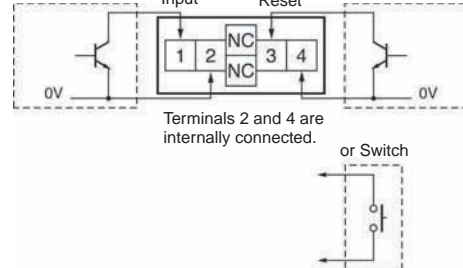 Input Reset
1 2 NC NC 3 4
0V 0V
Terminals 2 and 4 are
internally connected.
or Switch